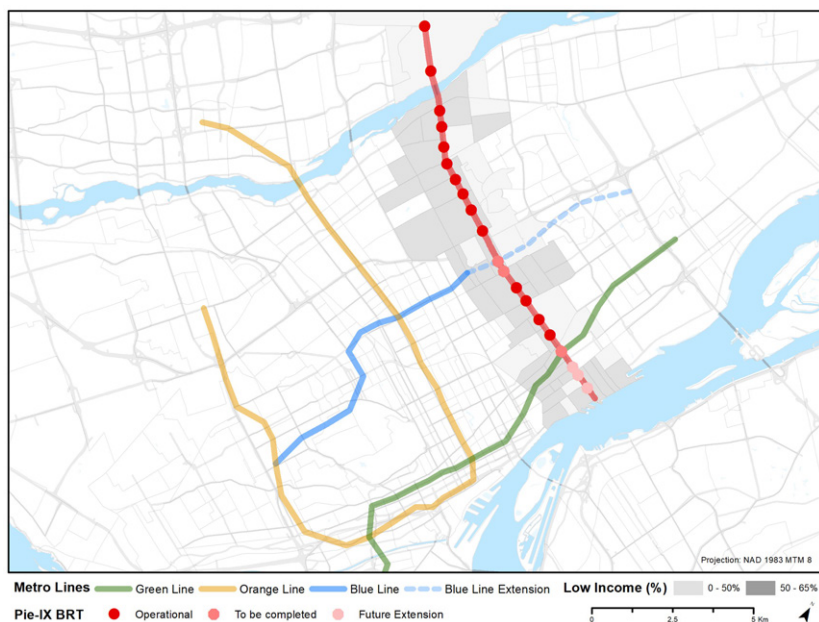 Projection: NAD 1983 MTM 8
Metro Lines Green Line Orange Line Blue Line Blue Line Extension Low Income (%) 0 - 50% 50 - 65%
Pie-IX BRT Operational To be completed Future Extension 0 2.5 5 Km